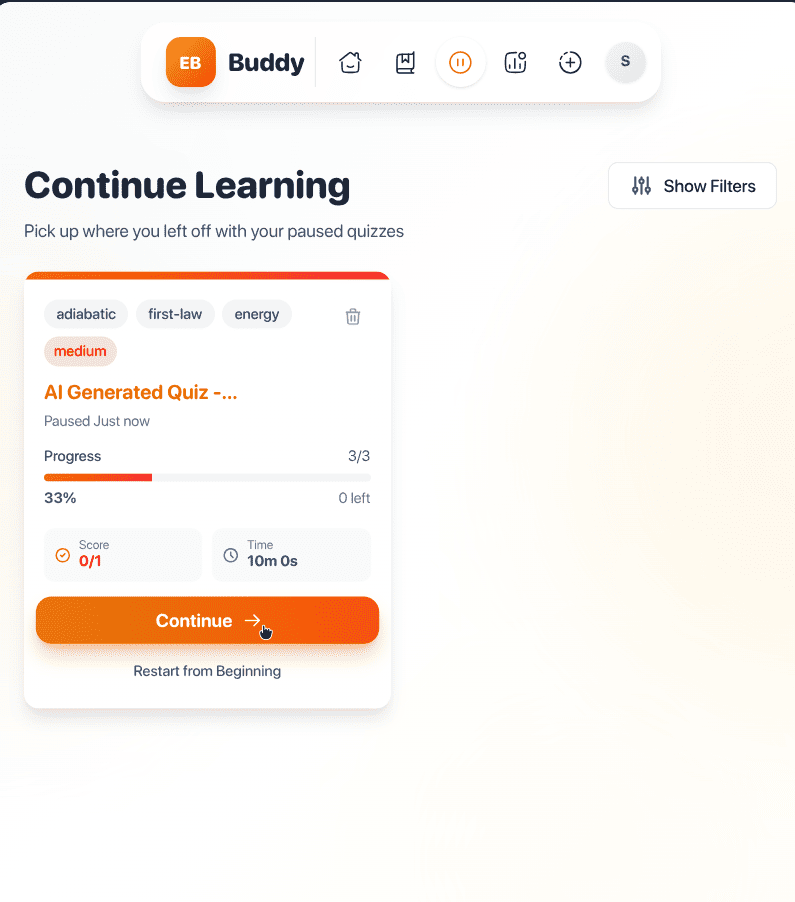 EB Buddy S
Continue Learning
Show Filters
Pick up where you left off with your paused quizzes
adiabatic first-law energy
medium
AI Generated Quiz -...
Paused Just now
Progress 3/3
33% 0 left
Score
0/1
Time
10m 0s
Continue →
Restart from Beginning